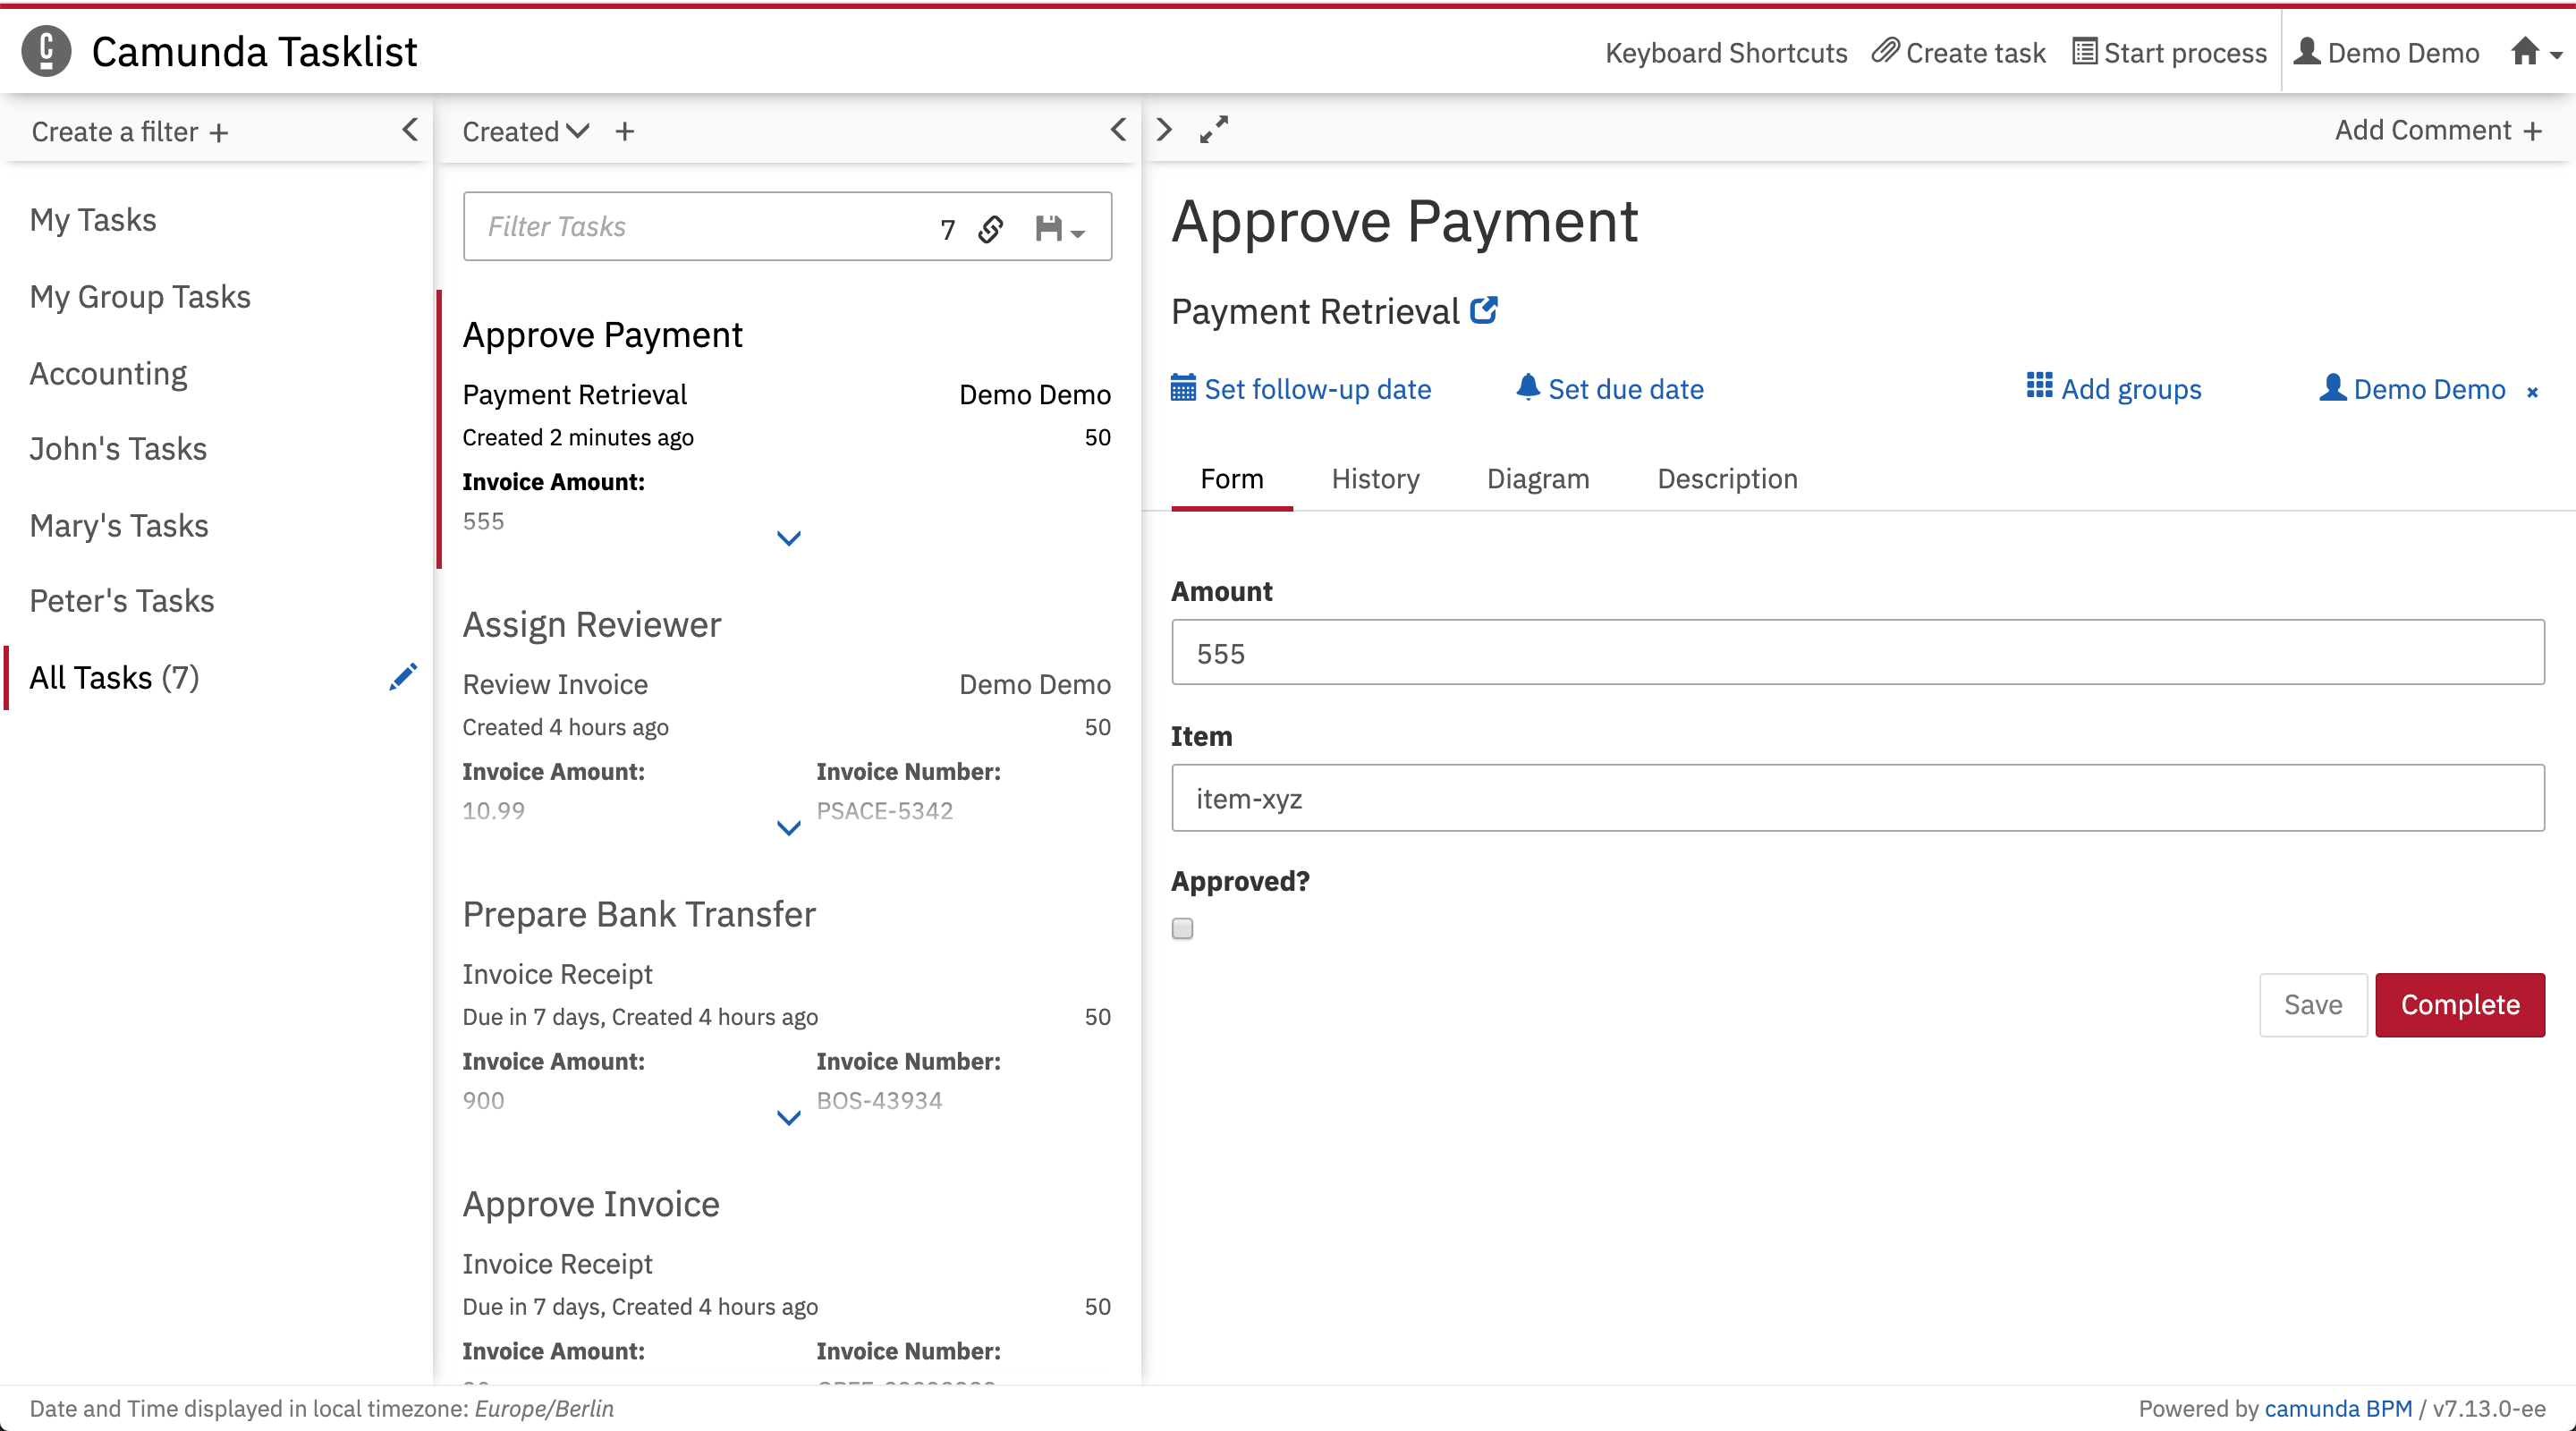 Camunda Tasklist
Keyboard Shortcuts Create task Start process Demo Demo
Create a filter +
My Tasks
My Group Tasks
Accounting
John's Tasks
Mary's Tasks
Peter's Tasks
All Tasks (7)
Created +
Filter Tasks 7
Approve Payment
Payment Retrieval Demo Demo
Created 2 minutes ago 50
Invoice Amount:
555
Assign Reviewer
Review Invoice Demo Demo
Created 4 hours ago 50
Invoice Amount: Invoice Number:
10.99 PSACE-5342
Prepare Bank Transfer
Invoice Receipt
Due in 7 days, Created 4 hours ago 50
Invoice Amount: Invoice Number:
900 BOS-43934
Approve Invoice
Invoice Receipt
Due in 7 days, Created 4 hours ago 50
Invoice Amount: Invoice Number:
Add Comment +
Approve Payment
Payment Retrieval
Set follow-up date Set due date Add groups Demo Demo ×
Form History Diagram Description
Amount
555
Item
item-xyz
Approved?
Save Complete
Date and Time displayed in local timezone: Europe/Berlin
Powered by camunda BPM / v7.13.0-ee